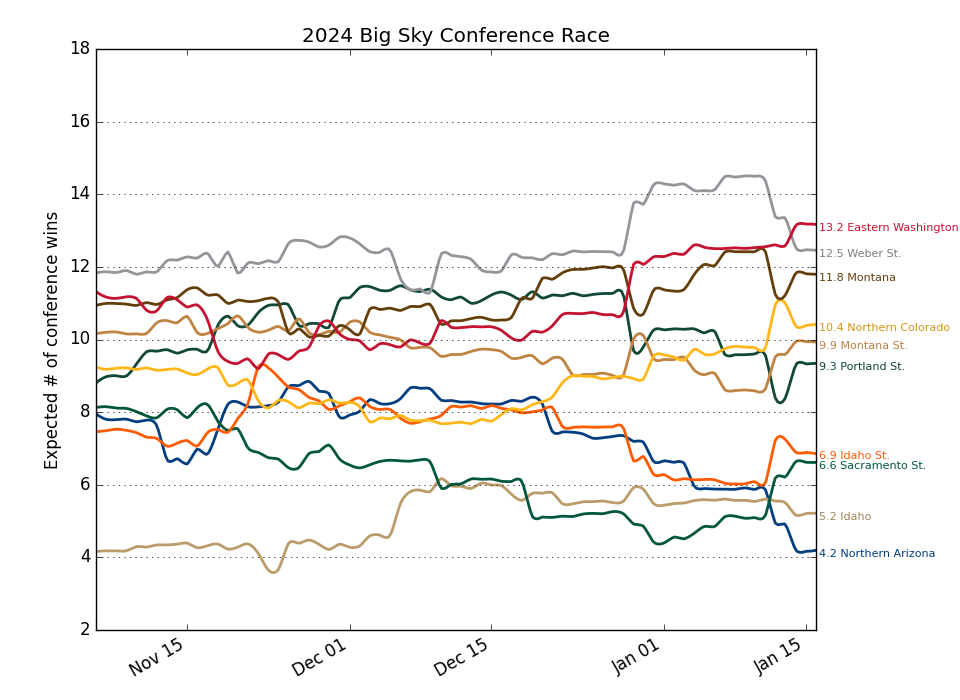 2024 Big Sky Conference Race
Expected # of conference wins
18
16
14
12
10
8
6
4
2
Nov 15
Dec 01
Dec 15
Jan 01
Jan 15
13.2 Eastern Washington
12.5 Weber St.
11.8 Montana
10.4 Northern Colorado
9.9 Montana St.
9.3 Portland St.
6.9 Idaho St.
6.6 Sacramento St.
5.2 Idaho
4.2 Northern Arizona